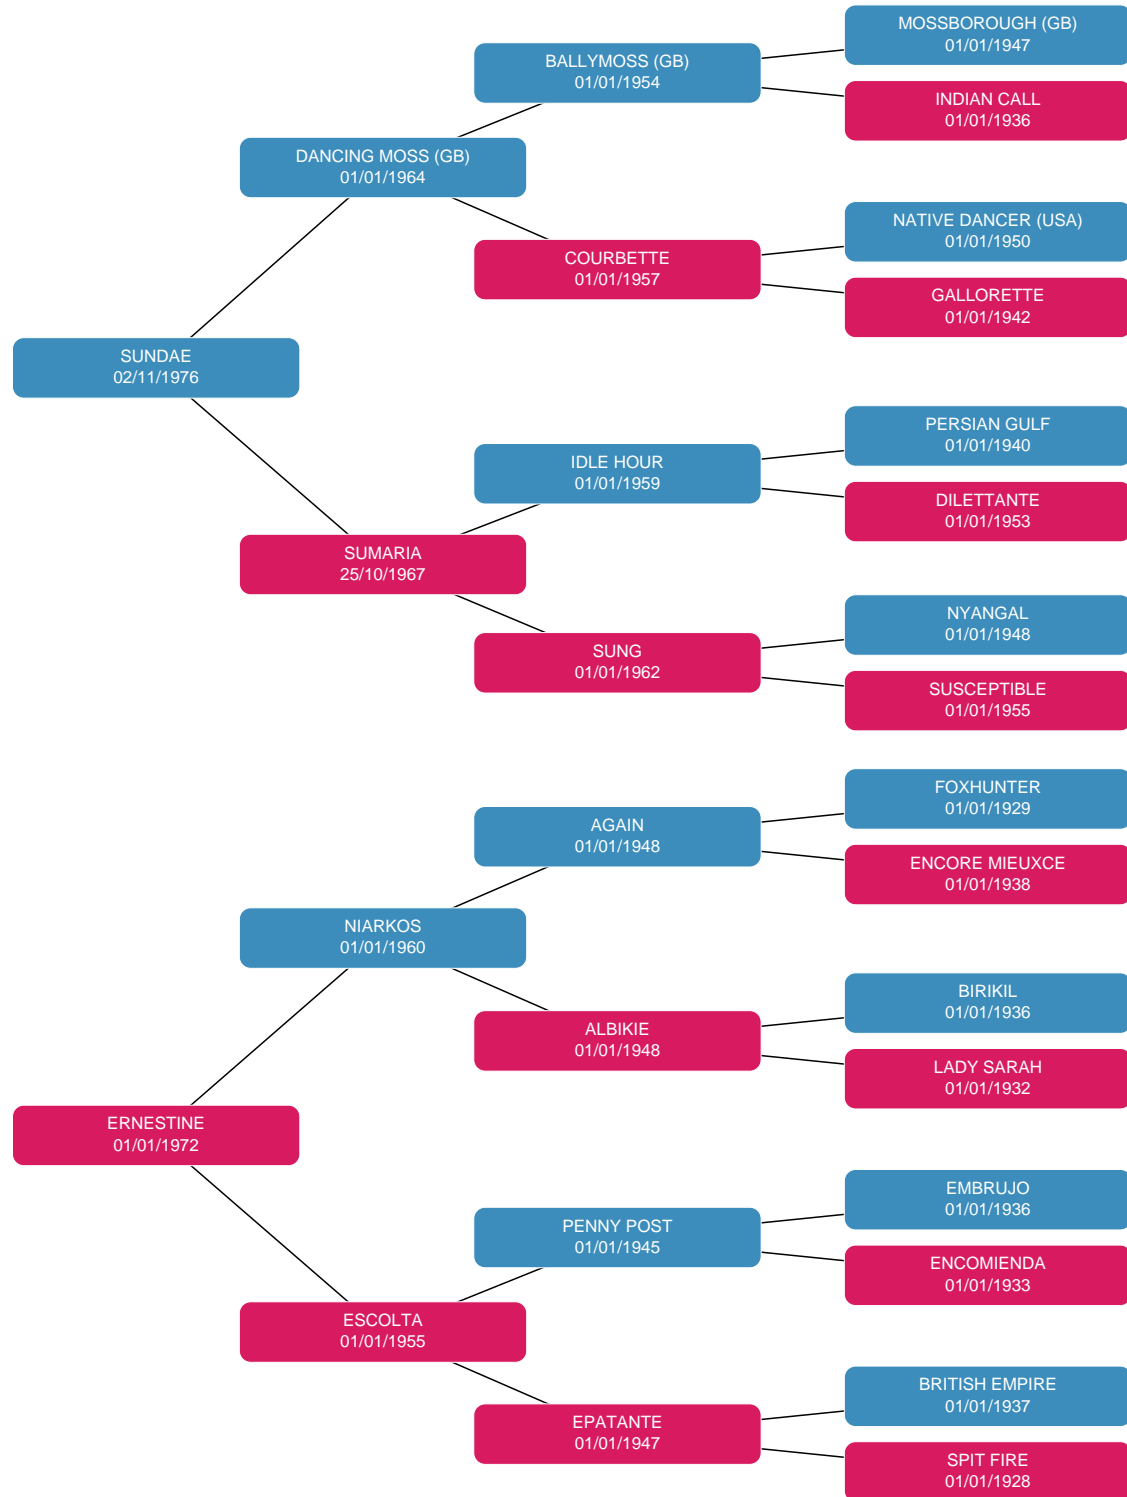 MOSSBOROUGH (GB)
01/01/1947
BALLYMOSS (GB)
01/01/1954
INDIAN CALL
01/01/1936
DANCING MOSS (GB)
01/01/1964
NATIVE DANCER (USA)
01/01/1950
COURBETTE
01/01/1957
GALLORETTE
01/01/1942
SUNDAE
02/11/1976
PERSIAN GULF
01/01/1940
IDLE HOUR
01/01/1959
DILETTANTE
01/01/1953
SUMARIA
25/10/1967
NYANGAL
01/01/1948
SUNG
01/01/1962
SUSCEPTIBLE
01/01/1955
FOXHUNTER
01/01/1929
AGAIN
01/01/1948
ENCORE MIEUXCE
01/01/1938
NIARKOS
01/01/1960
BIRIKIL
01/01/1936
ALBIKIE
01/01/1948
LADY SARAH
01/01/1932
ERNESTINE
01/01/1972
EMBRUJO
01/01/1936
PENNY POST
01/01/1945
ENCOMIENDA
01/01/1933
ESCOLTA
01/01/1955
BRITISH EMPIRE
01/01/1937
EPATANTE
01/01/1947
SPIT FIRE
01/01/1928